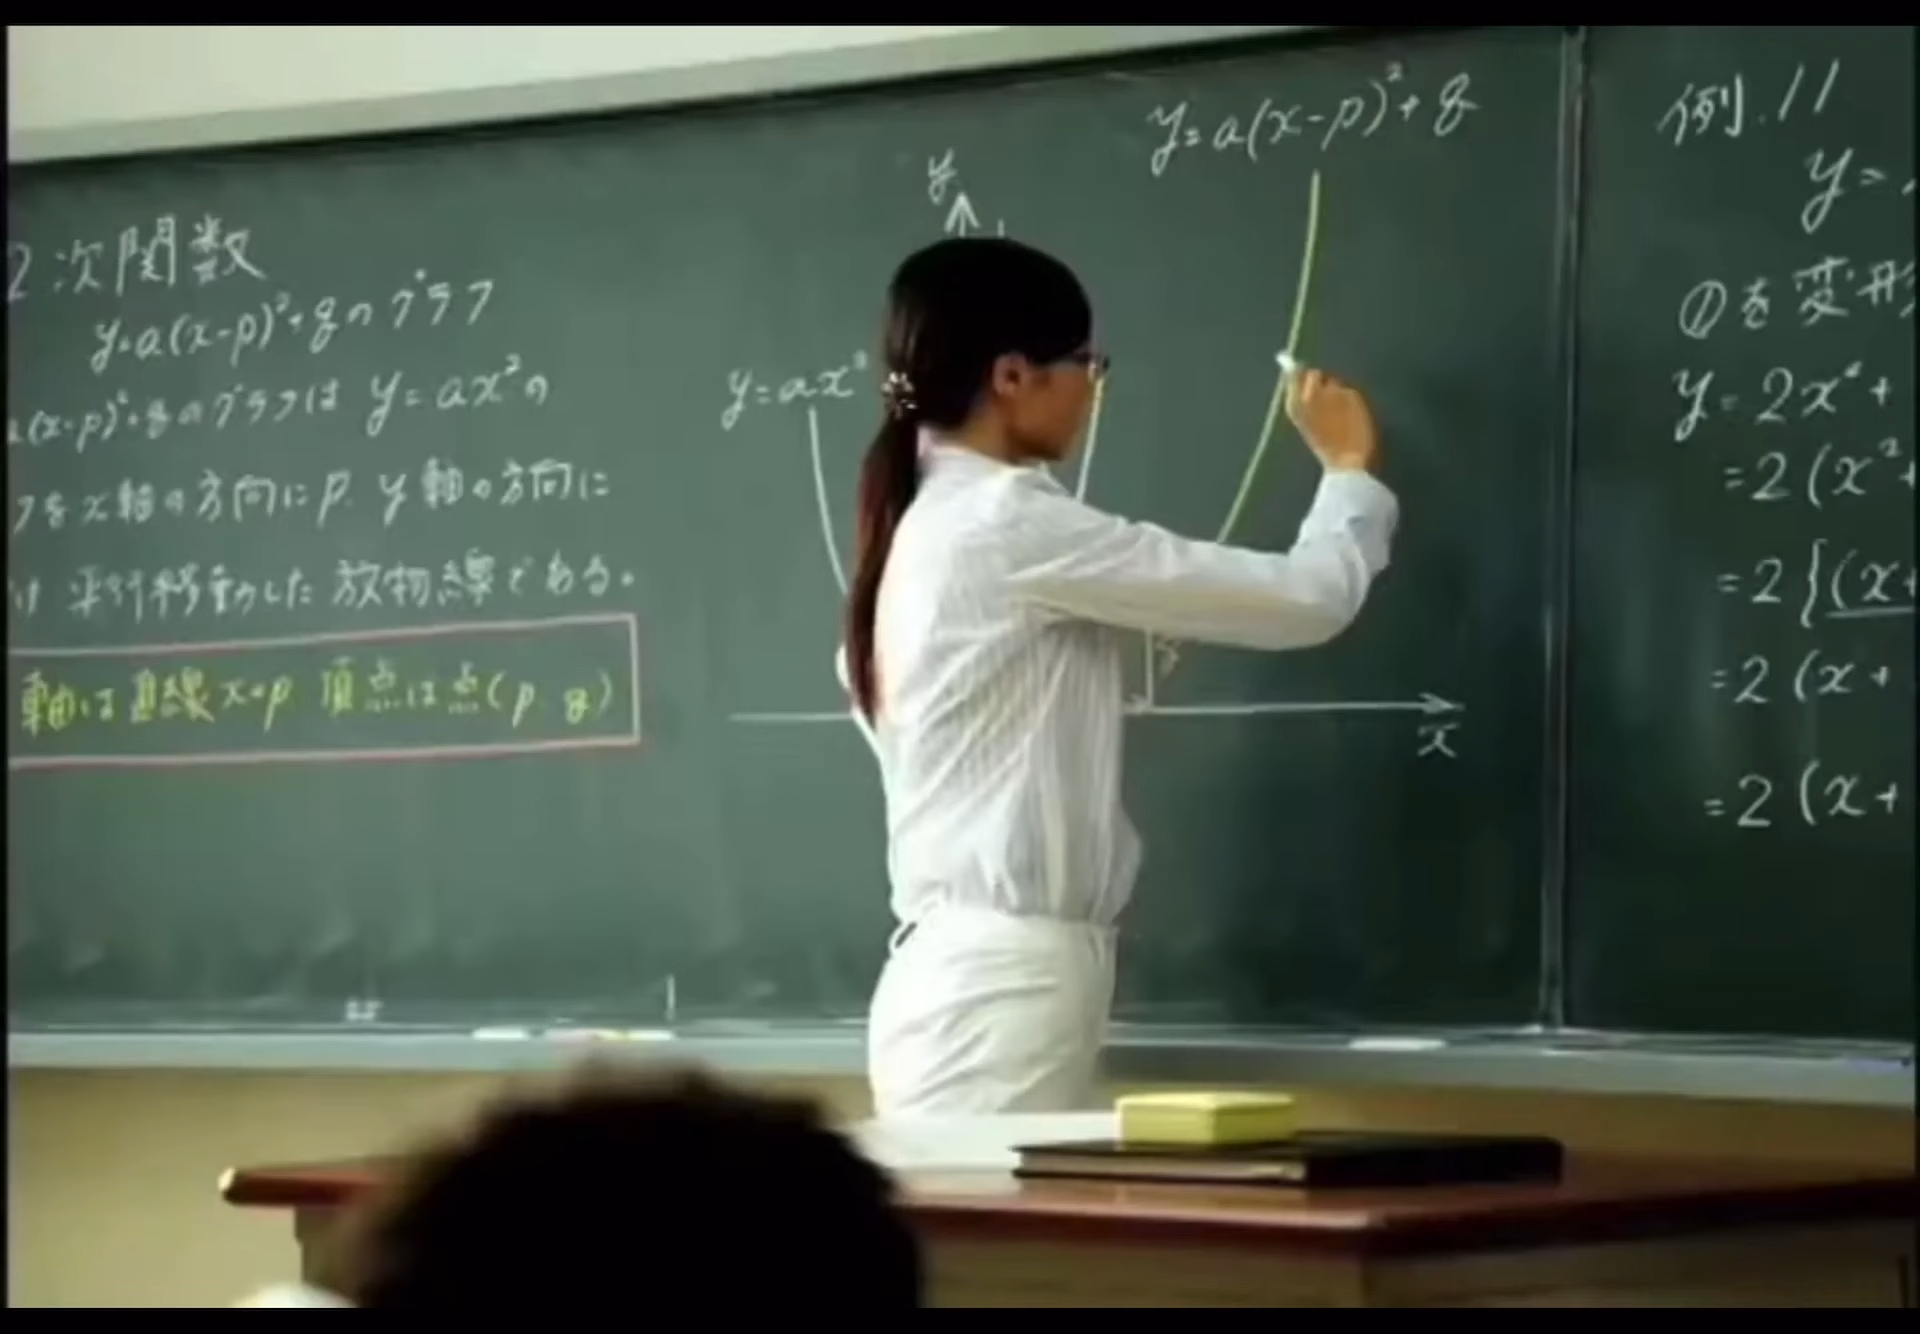 2次関数
y=a(x-p)²+qのグラフ
a(x-p)²+qのグラフは y=ax²の
フをx軸の方向にp y軸の方向に
け 平行移動した 放物線である。
軸は直線x=p 頂点は点(p q)
y
y=ax²
y=a(x-p)²+q
x
例.11
y=
①を変形
y=2x²+
=2(x²+
=2{(x+
=2(x+
=2(x+